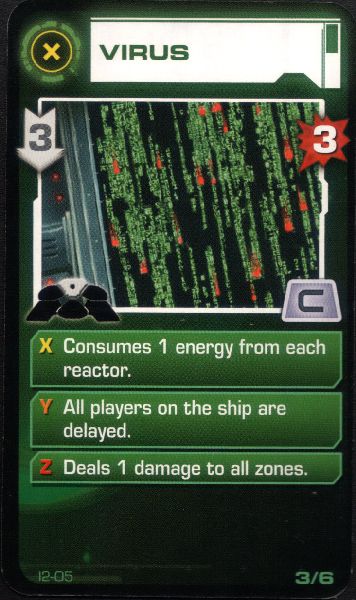 X
VIRUS
3
3
C
X Consumes 1 energy from each
reactor.
Y All players on the ship are
delayed.
Z Deals 1 damage to all zones.
I2-05
3/6